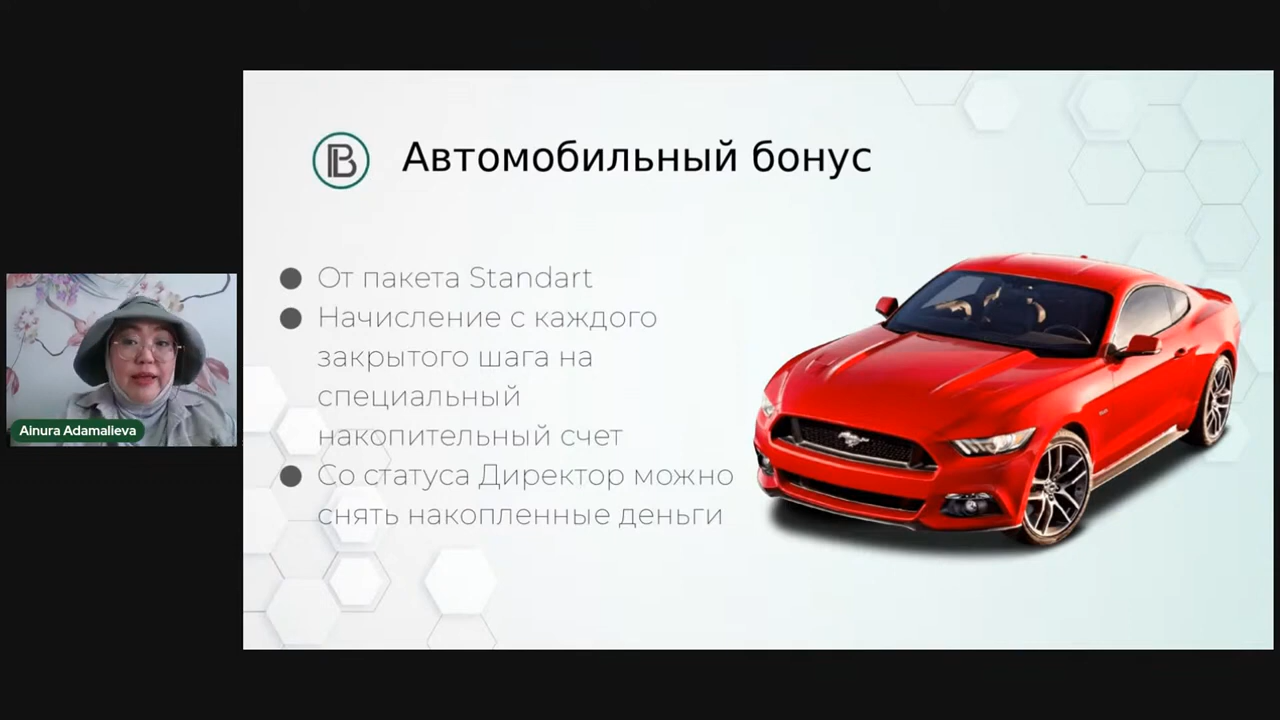 Автомобильный бонус
● От пакета Standart
● Начисление с каждого
закрытого шага на
специальный
накопительный счет
● Со статуса Директор можно
снять накопленные деньги
Ainura Adamalieva